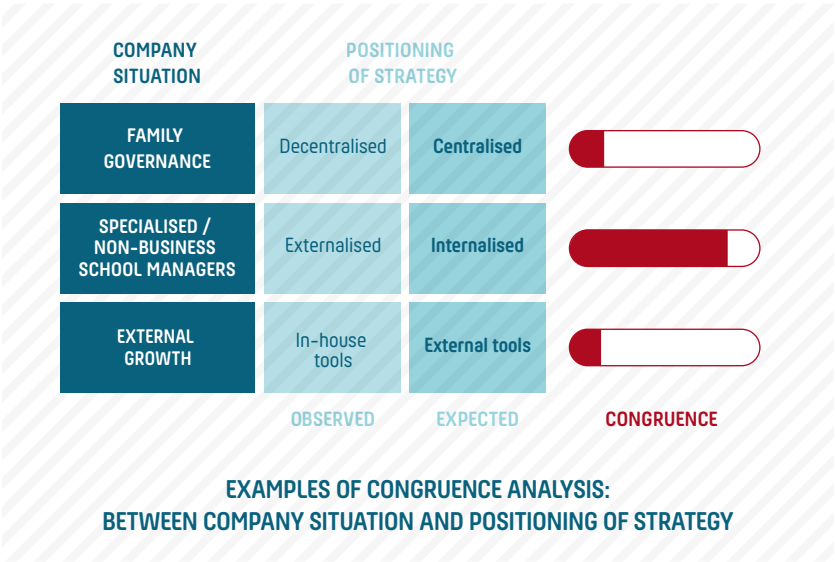 COMPANY
SITUATION
POSITIONING
OF STRATEGY
FAMILY
GOVERNANCE
Decentralised
Centralised
SPECIALISED /
NON-BUSINESS
SCHOOL MANAGERS
Externalised
Internalised
EXTERNAL
GROWTH
In-house
tools
External tools
OBSERVED
EXPECTED
CONGRUENCE
EXAMPLES OF CONGRUENCE ANALYSIS:
BETWEEN COMPANY SITUATION AND POSITIONING OF STRATEGY